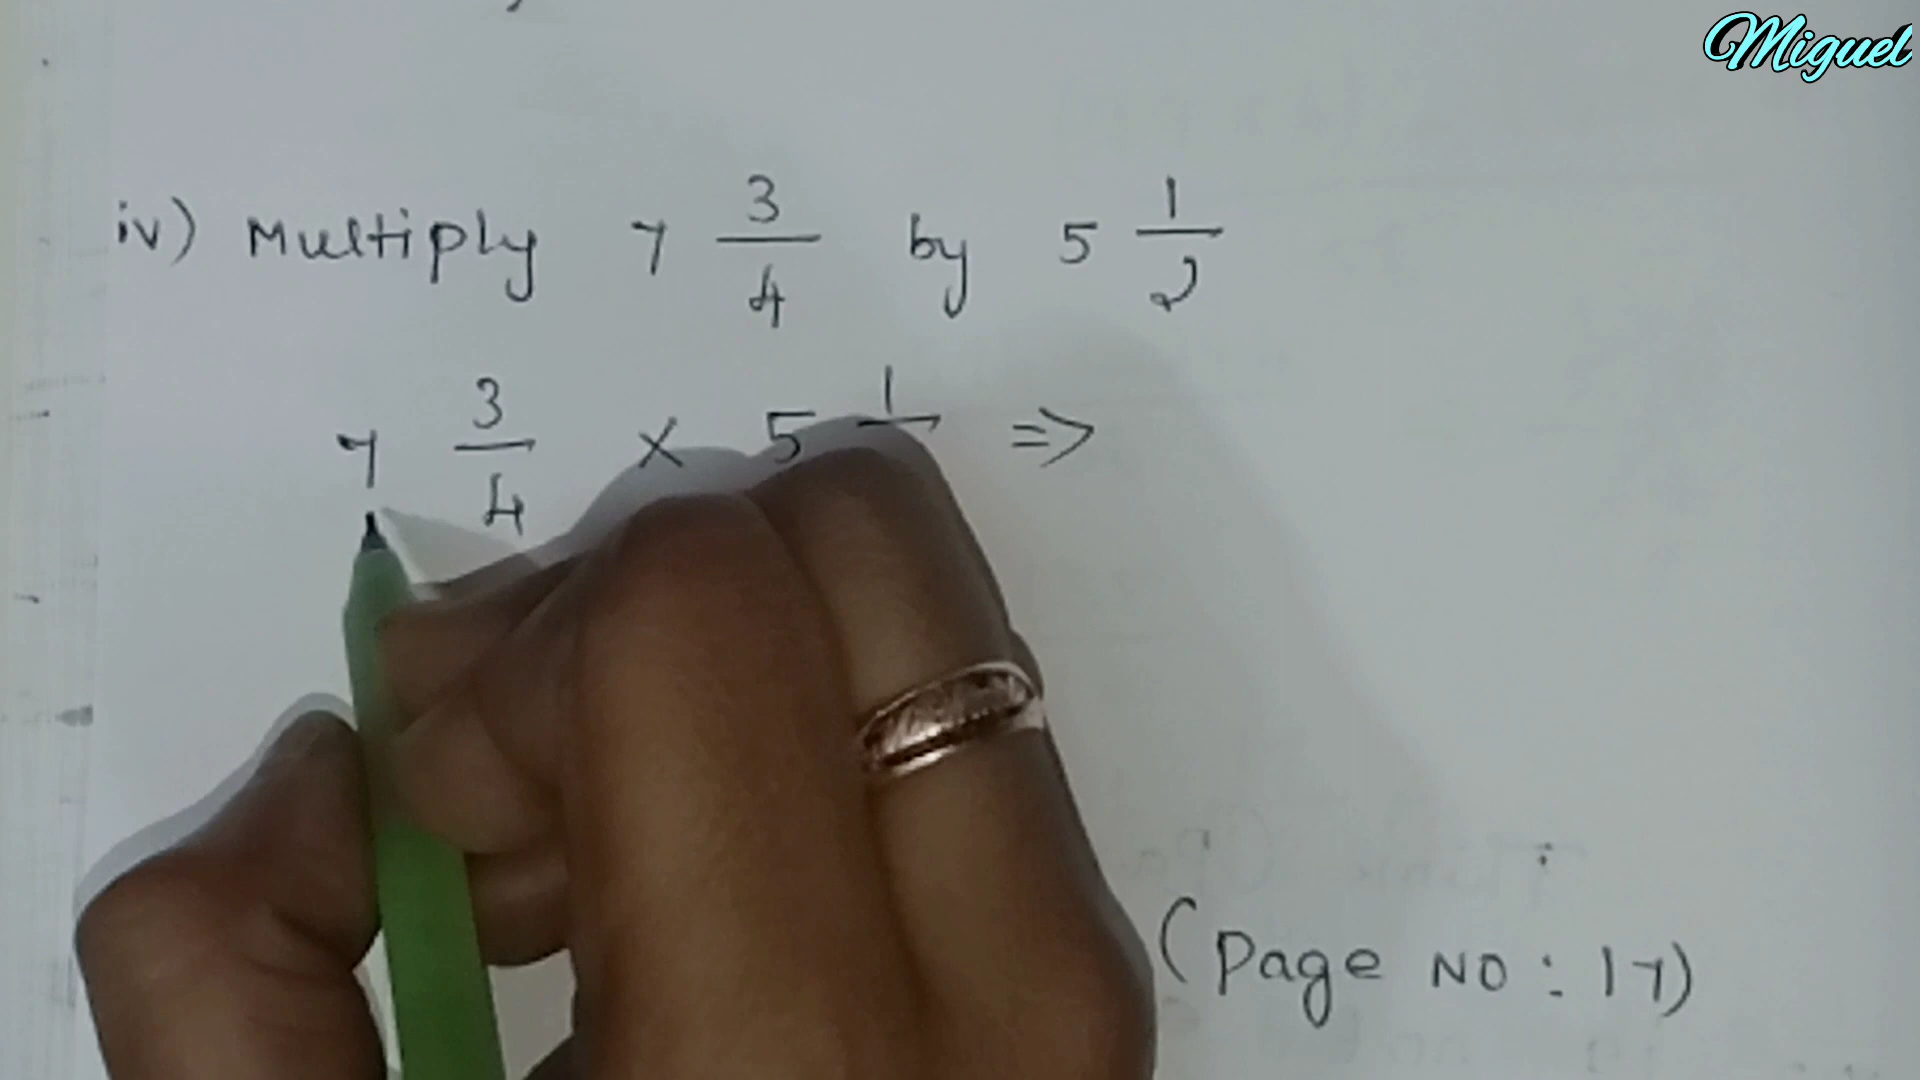 Miguel
iv) Multiply 7 3/4 by 5 1/2
7 3/4 × 5 1/ =>
(Page NO: 17)